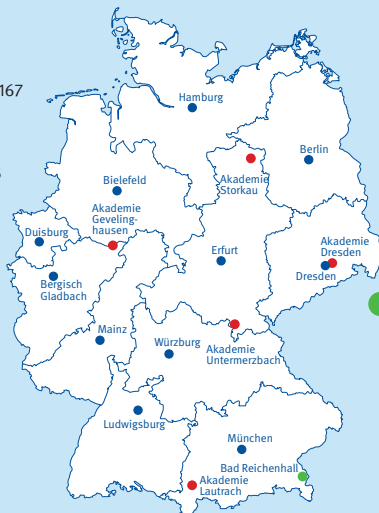 167
Hamburg
Berlin
Akademie
Storkau
Bielefeld
Akademie
Geveling-
hausen
Duisburg
Akademie
Dresden
Dresden
Erfurt
Bergisch
Gladbach
Mainz
Würzburg
Akademie
Untermerzbach
Ludwigsburg
München
Bad Reichenhall
Akademie
Lautrach